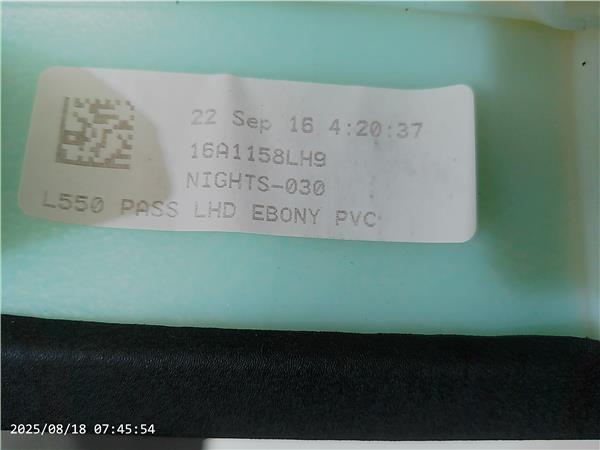 22 Sep 16 4:20:37
16A1158LH9
NIGHTS-030
L550 PASS LHD EBONY PVC
2025/08/18 07:45:54